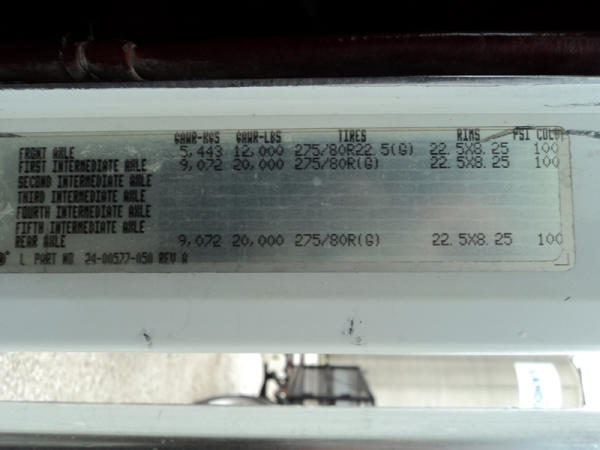 GAWR-KGS GAWR-LBS TIRES RIMS PSI COLD
FRONT AXLE 5,443 12,000 275/80R22.5(G) 22.5X8.25 100
FIRST INTERMEDIATE AXLE 9,072 20,000 275/80R(G) 22.5X8.25 100
SECOND INTERMEDIATE AXLE
THIRD INTERMEDIATE AXLE
FOURTH INTERMEDIATE AXLE
FIFTH INTERMEDIATE AXLE
REAR AXLE 9,072 20,000 275/80R(G) 22.5X8.25 100
L PART NO. 24-00577-050 REV A